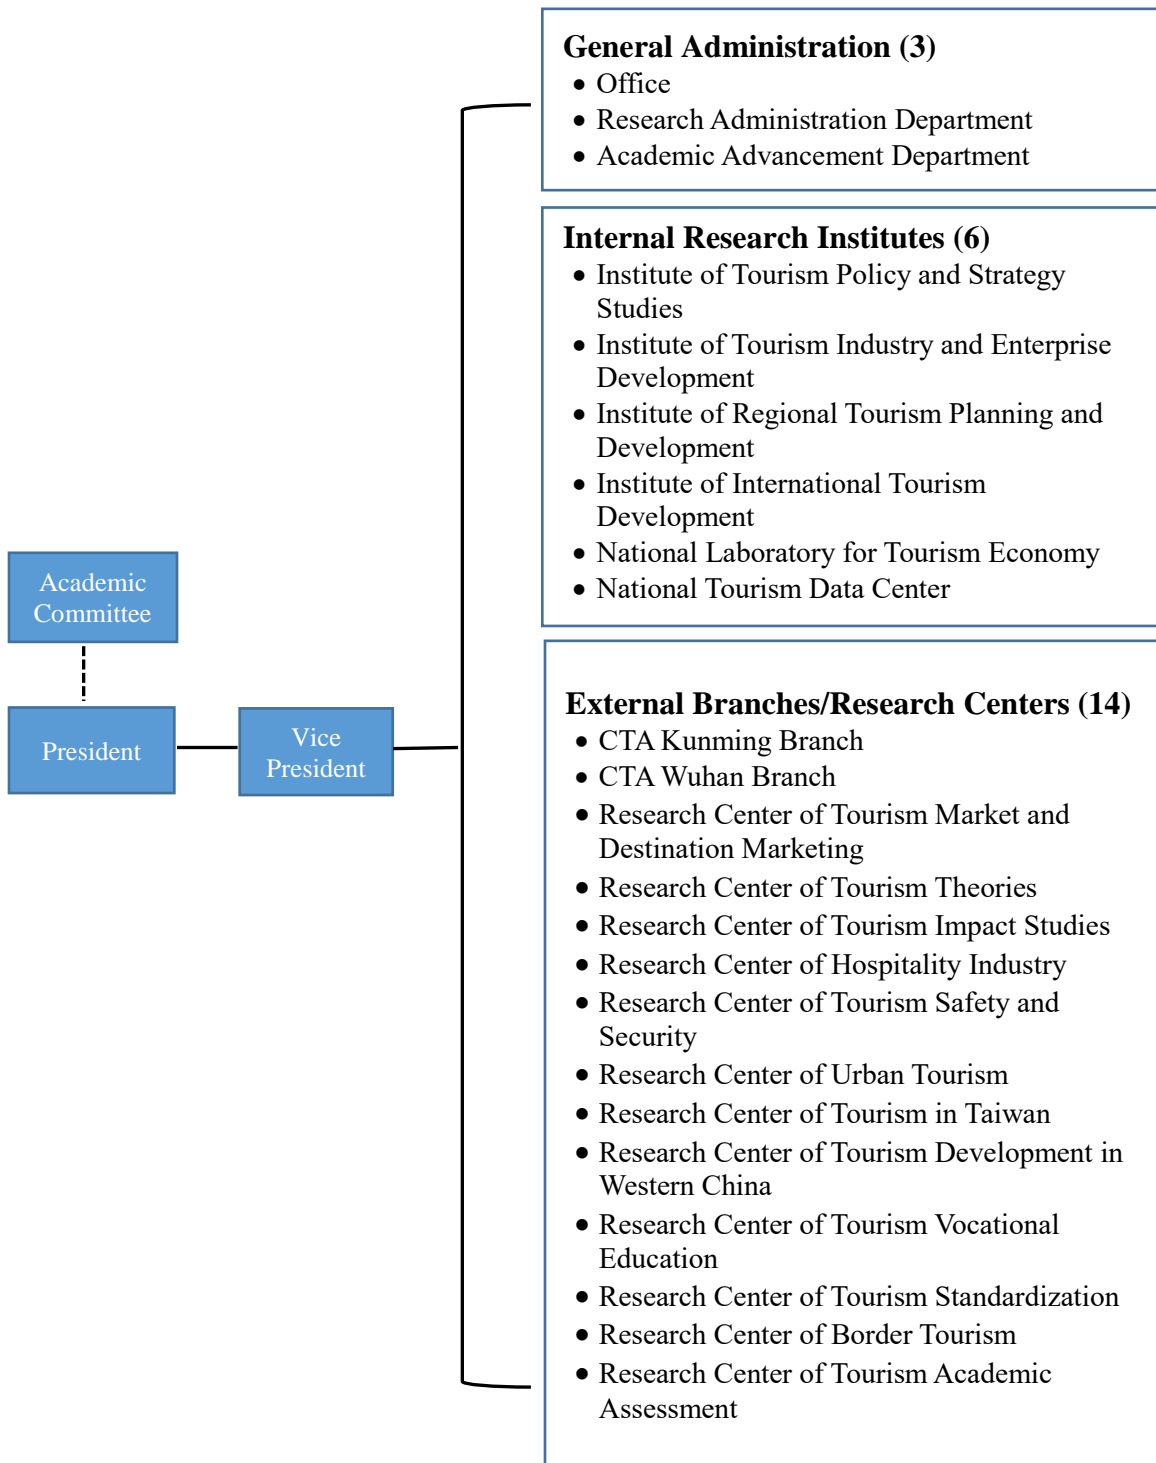 General Administration (3)
• Office
• Research Administration Department
• Academic Advancement Department
Internal Research Institutes (6)
• Institute of Tourism Policy and Strategy
Studies
• Institute of Tourism Industry and Enterprise
Development
• Institute of Regional Tourism Planning and
Development
• Institute of International Tourism
Development
• National Laboratory for Tourism Economy
• National Tourism Data Center
Academic
Committee
President
Vice
President
External Branches/Research Centers (14)
• CTA Kunming Branch
• CTA Wuhan Branch
• Research Center of Tourism Market and
Destination Marketing
• Research Center of Tourism Theories
• Research Center of Tourism Impact Studies
• Research Center of Hospitality Industry
• Research Center of Tourism Safety and
Security
• Research Center of Urban Tourism
• Research Center of Tourism in Taiwan
• Research Center of Tourism Development in
Western China
• Research Center of Tourism Vocational
Education
• Research Center of Tourism Standardization
• Research Center of Border Tourism
• Research Center of Tourism Academic
Assessment